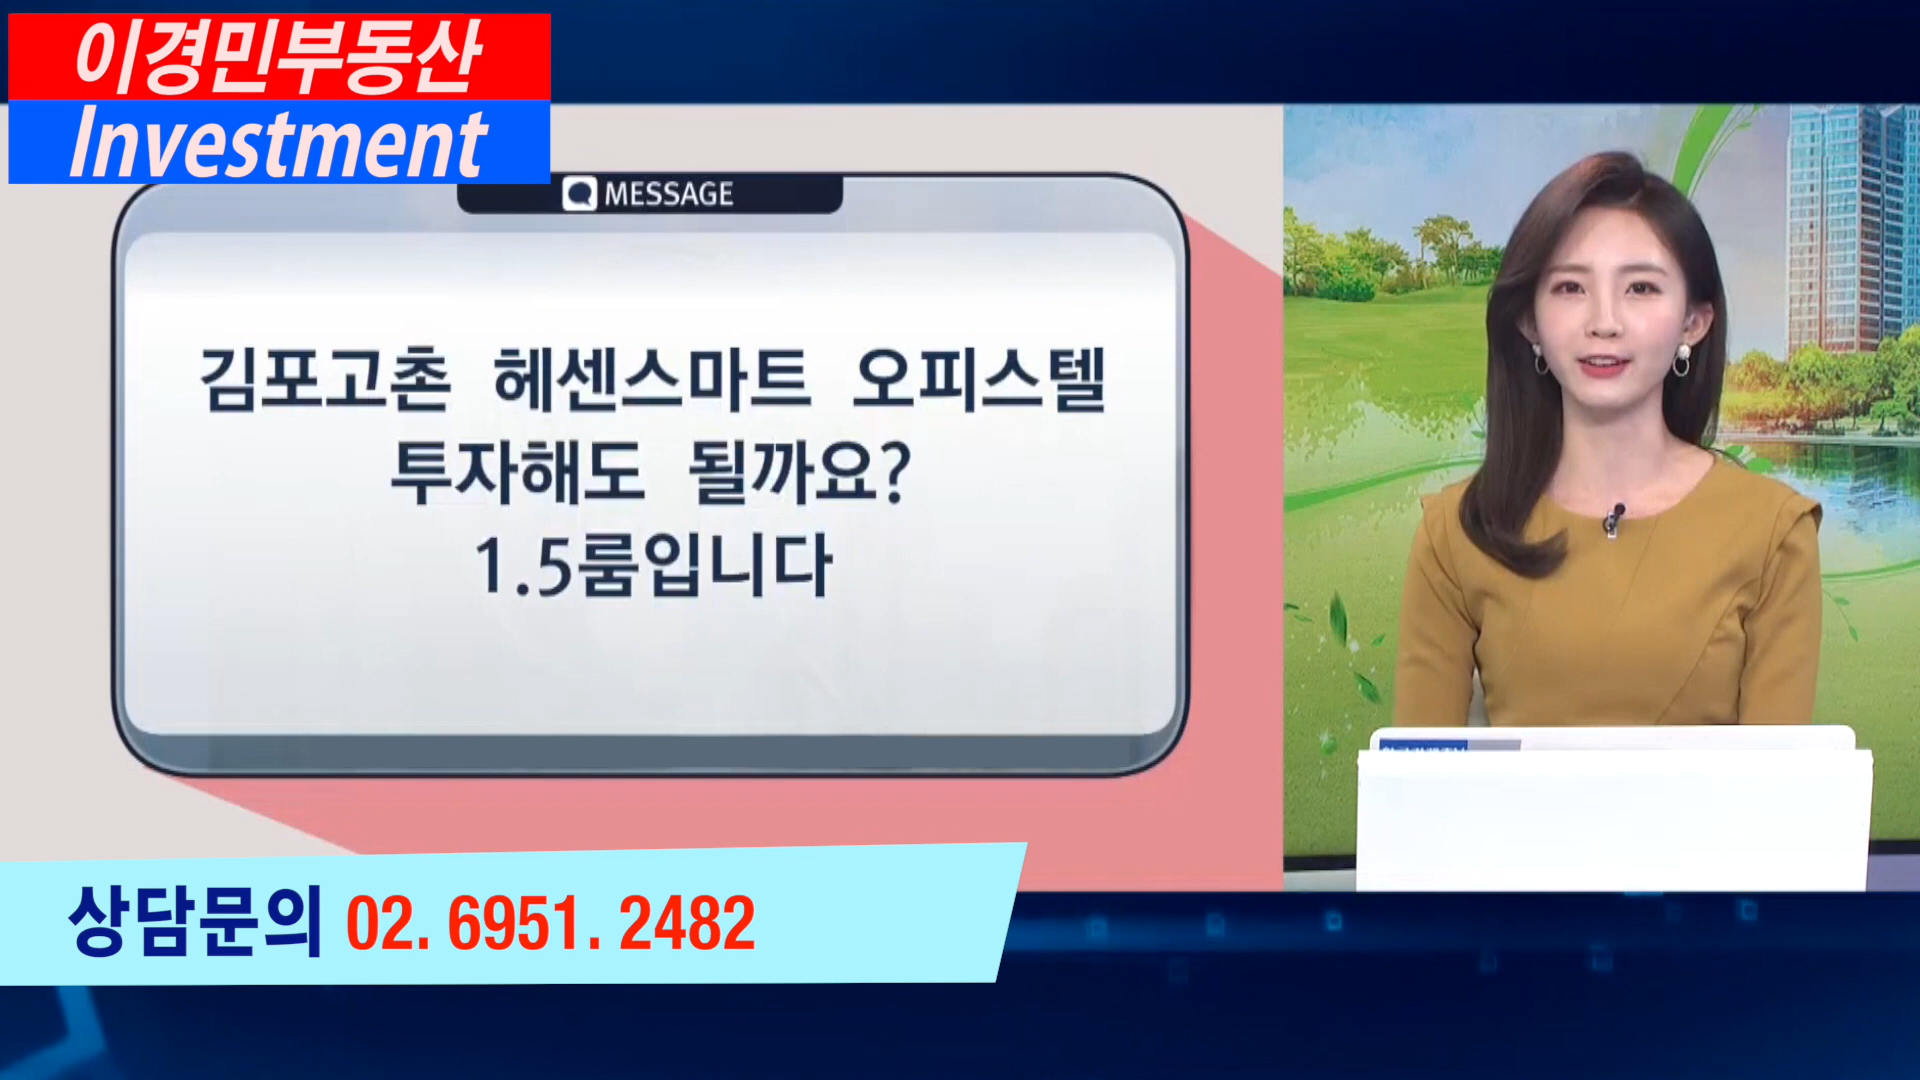 이경민부동산
Investment
MESSAGE
김포고촌 헤센스마트 오피스텔
투자해도 될까요?
1.5룸입니다
상담문의 02. 6951. 2482